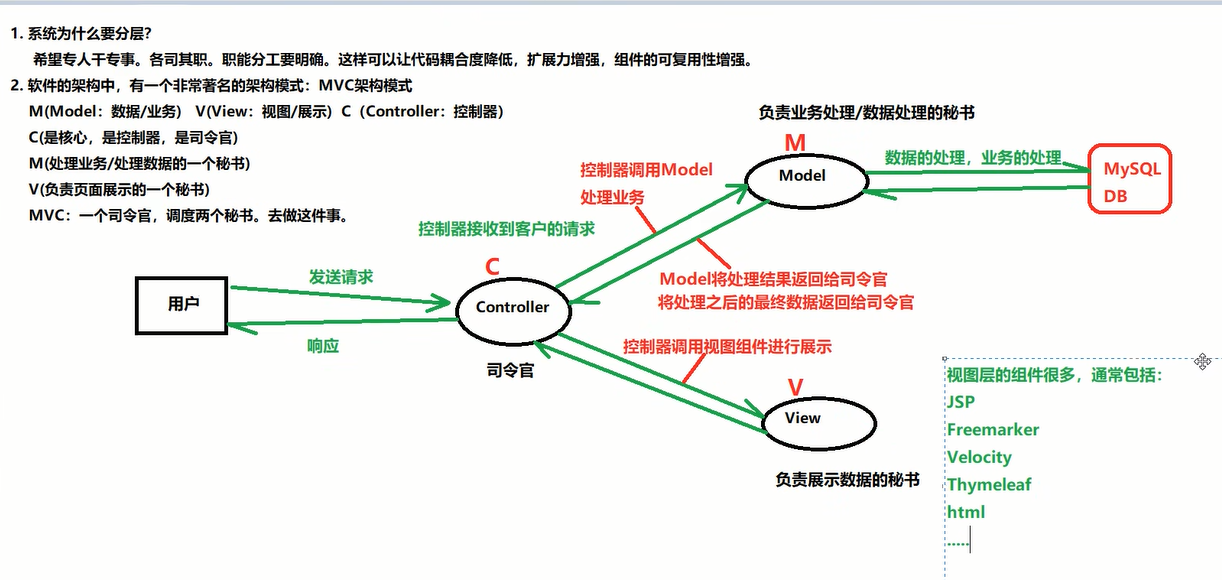 1. 系统为什么要分层？
希望专人干专事。各司其职。职能分工要明确。这样可以让代码耦合度降低，扩展力增强，组件的可复用性增强。
2. 软件的架构中，有一个非常著名的架构模式：MVC架构模式
M(Model：数据/业务)   V(View：视图/展示)  C（Controller：控制器）
C(是核心，是控制器，是司令官)
M(处理业务/处理数据的一个秘书)
V(负责页面展示的一个秘书)
MVC：一个司令官，调度两个秘书。去做这件事。
负责业务处理/数据处理的秘书
M
Model
数据的处理，业务的处理
MySQL
DB
控制器调用Model
处理业务
控制器接收到客户的请求
Model将处理结果返回给司令官
将处理之后的最终数据返回给司令官
C
发送请求
用户
Controller
响应
司令官
控制器调用视图组件进行展示
V
View
负责展示数据的秘书
视图层的组件很多，通常包括：
JSP
Freemarker
Velocity
Thymeleaf
html
.....